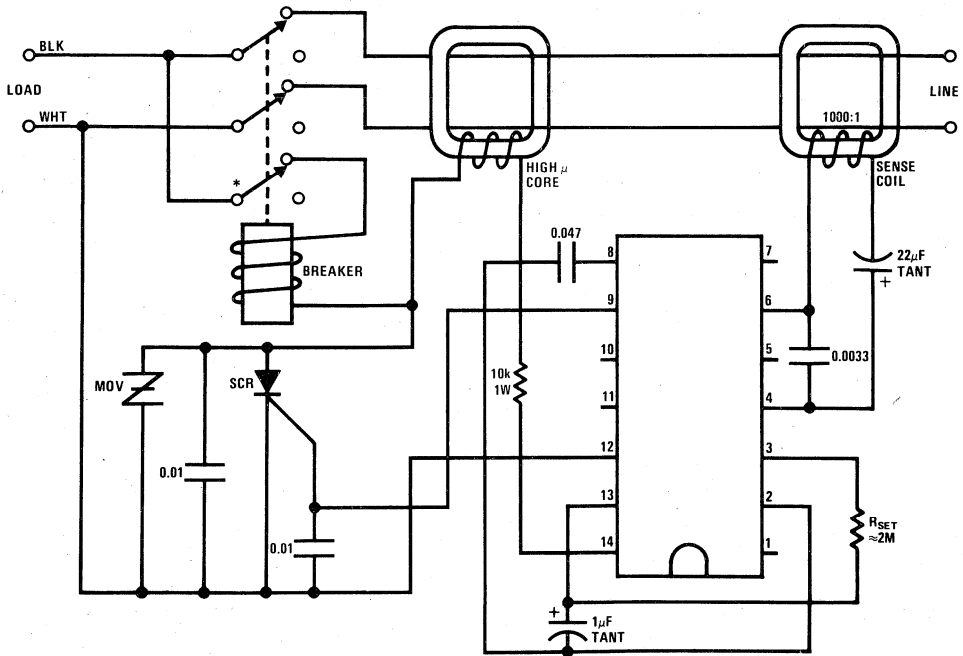 BLK
LOAD
WHT
*
BREAKER
HIGH μ
CORE
1000:1
SENSE
COIL
LINE
MOV
SCR
0.01
0.01
0.047
10k
1W
8
9
10
11
12
13
14
7
6
5
4
3
2
1
22μF
TANT
+
0.0033
RSET
≈2M
+
1μF
TANT